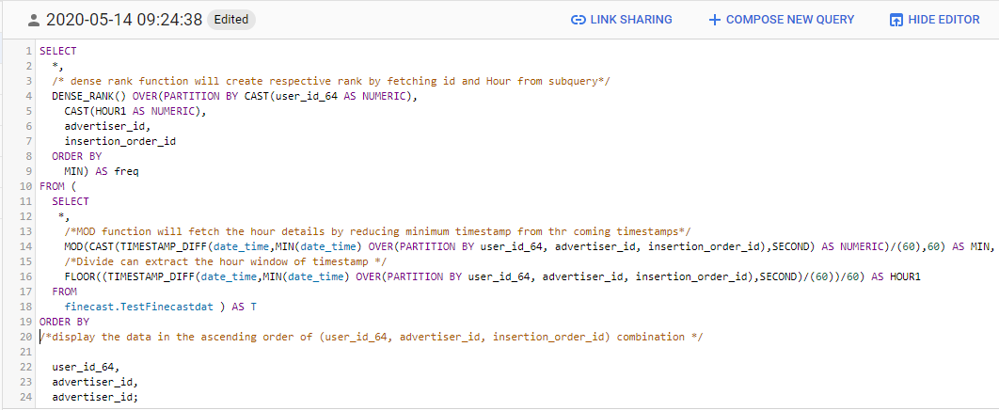 2020-05-14 09:24:38 Edited LINK SHARING COMPOSE NEW QUERY HIDE EDITOR
1 SELECT
2 *,
3 /* dense rank function will create respective rank by fetching id and Hour from subquery*/
4 DENSE_RANK() OVER(PARTITION BY CAST(user_id_64 AS NUMERIC),
5 CAST(HOUR1 AS NUMERIC),
6 advertiser_id,
7 insertion_order_id
8 ORDER BY
9 MIN) AS freq
10 FROM (
11 SELECT
12 *,
13 /*MOD function will fetch the hour details by reducing minimum timestamp from thr coming timestamps*/
14 MOD(CAST(TIMESTAMP_DIFF(date_time,MIN(date_time) OVER(PARTITION BY user_id_64, advertiser_id, insertion_order_id),SECOND) AS NUMERIC)/(60),60) AS MIN,
15 /*Divide can extract the hour window of timestamp */
16 FLOOR((TIMESTAMP_DIFF(date_time,MIN(date_time) OVER(PARTITION BY user_id_64, advertiser_id, insertion_order_id),SECOND)/(60))/60) AS HOUR1
17 FROM
18 finecast.TestFinecastdat ) AS T
19 ORDER BY
20 /*display the data in the ascending order of (user_id_64, advertiser_id, insertion_order_id) combination */
21
22 user_id_64,
23 advertiser_id,
24 advertiser_id;